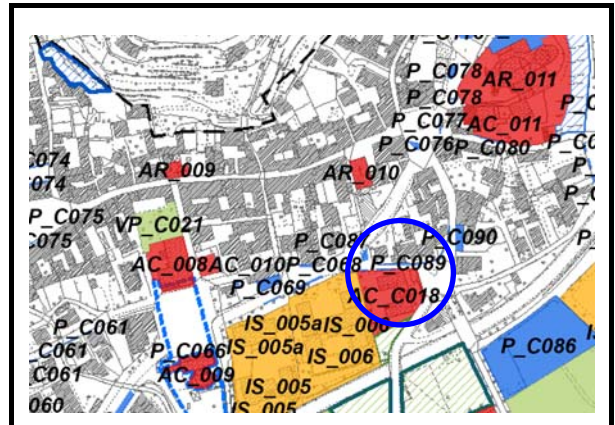 P_C078 AR_011
P_C078
P_C077 AC_011
P_C076 P_C080
C074
074
AR_009 AR_010
P_C075
C075
VP_C021
P_C090
AC_008 AC_010 P_C068 P_C089
P_C069
AC_C018
P_C061
C061
C061
P_C066 IS_005a IS_006
IS_005a IS_006
AC_009
P_C086
IS_005
IS_005
060